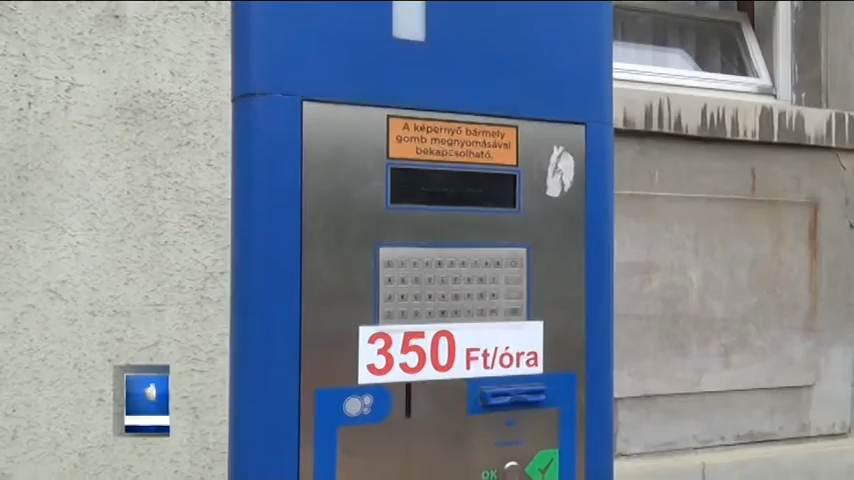 A képernyő bármely
gomb megnyomásával
bekapcsolható.
350 Ft/óra
OK